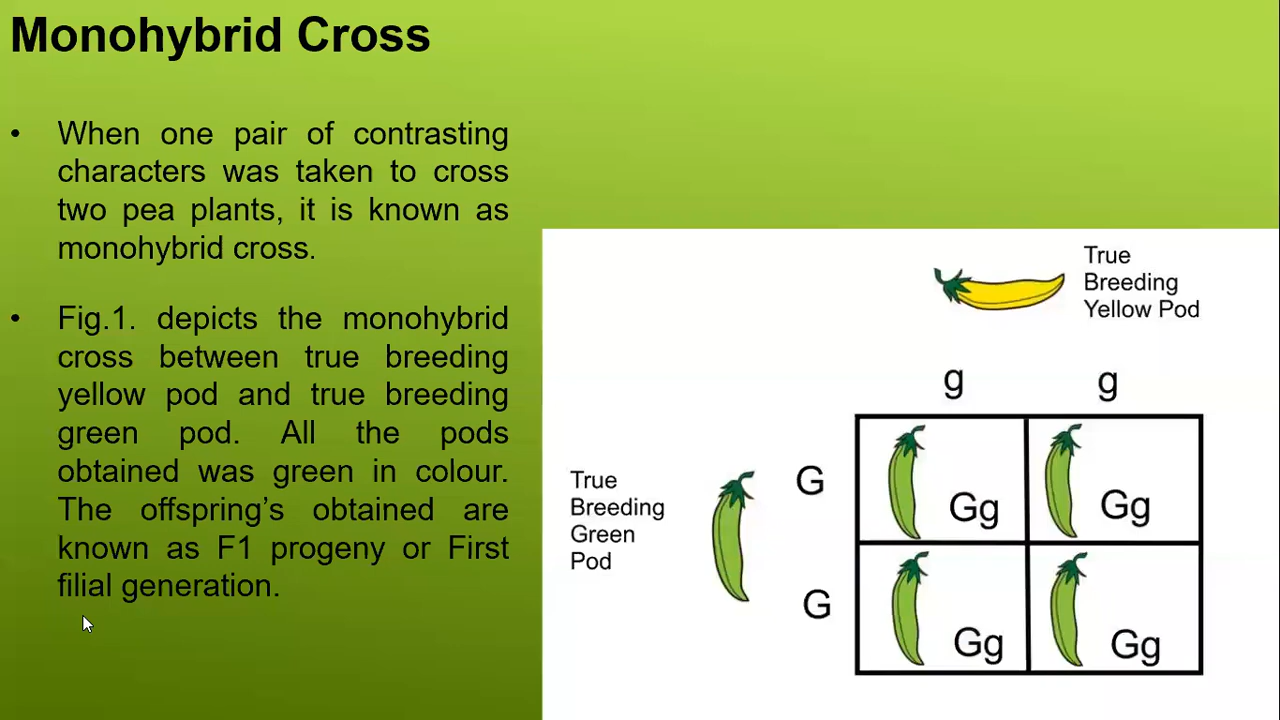 Monohybrid Cross
• When one pair of contrasting
characters was taken to cross
two pea plants, it is known as
monohybrid cross.
• Fig.1. depicts the monohybrid
cross between true breeding
yellow pod and true breeding
green pod. All the pods
obtained was green in colour.
The offspring’s obtained are
known as F1 progeny or First
filial generation.
True
Breeding
Yellow Pod
g g
True
Breeding
Green
Pod
G
Gg Gg
G
Gg Gg